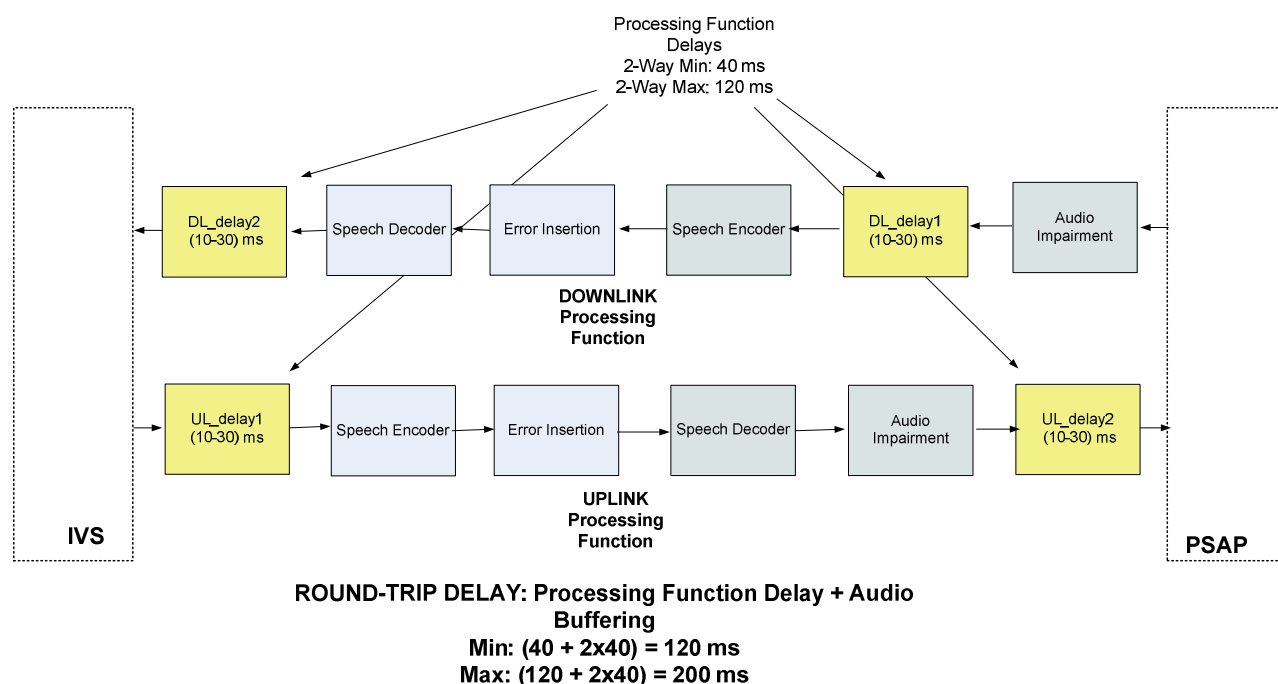 Processing Function
Delays
2-Way Min: 40 ms
2-Way Max: 120 ms
DL_delay2
(10-30) ms
Speech Decoder
Error Insertion
Speech Encoder
DL_delay1
(10-30) ms
Audio
Impairment
DOWNLINK
Processing
Function
UL_delay1
(10-30) ms
Speech Encoder
Error Insertion
Speech Decoder
Audio
Impairment
UL_delay2
(10-30) ms
UPLINK
Processing
Function
IVS
PSAP
ROUND-TRIP DELAY: Processing Function Delay + Audio
Buffering
Min: (40 + 2x40) = 120 ms
Max: (120 + 2x40) = 200 ms